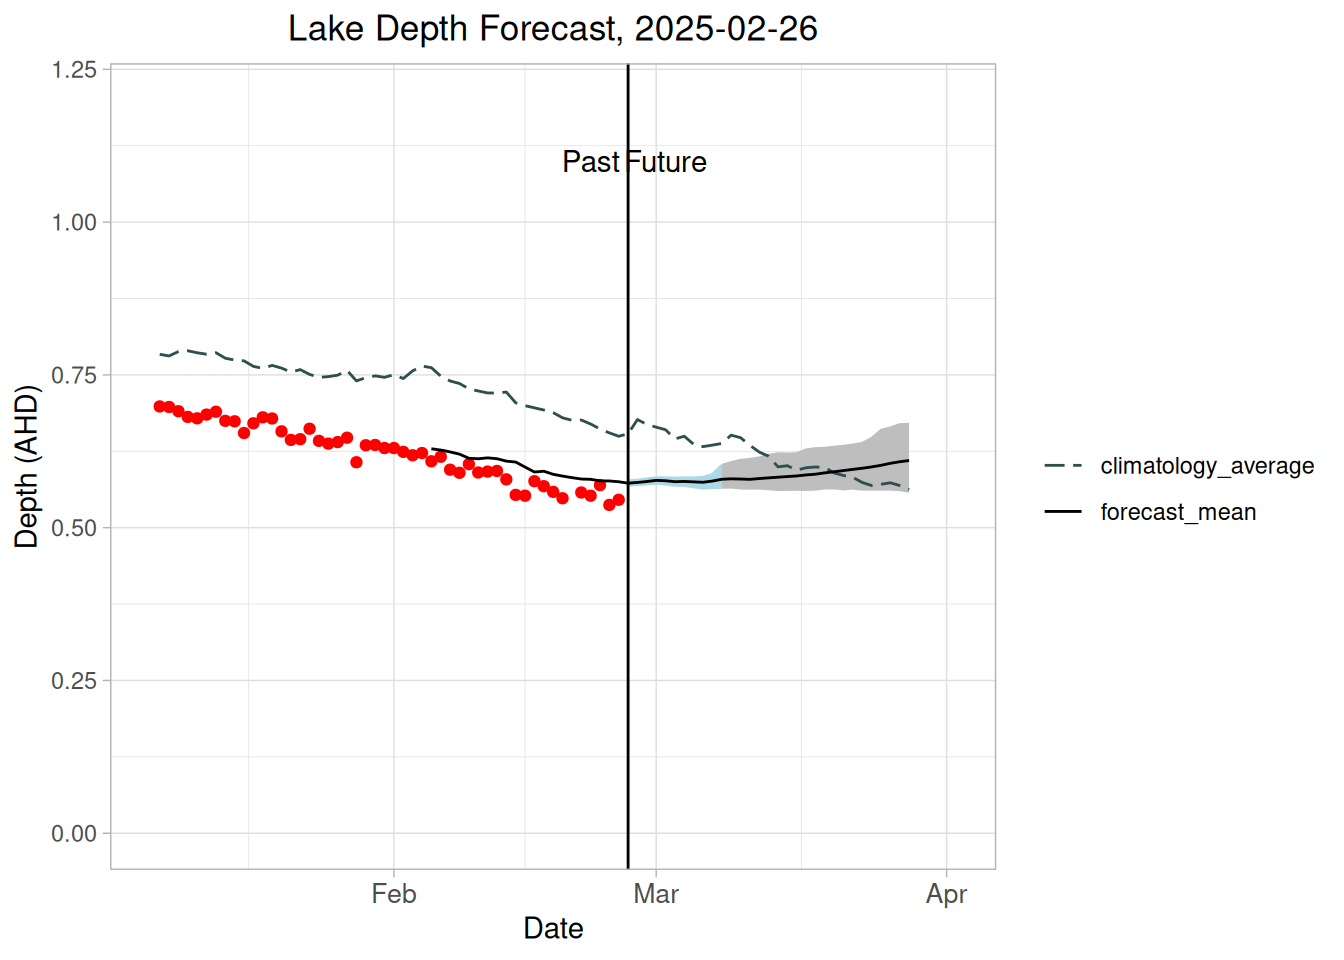 Lake Depth Forecast, 2025-02-26
1.25
1.00
0.75
0.50
0.25
0.00
Depth (AHD)
Past Future
Feb
Mar
Apr
Date
climatology_average
forecast_mean